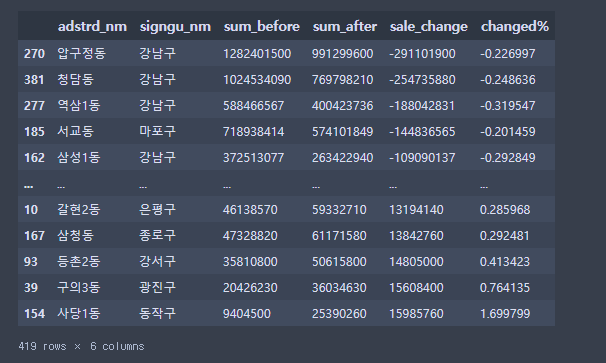 adstrd_nm signgu_nm sum_before sum_after sale_change changed%
270 압구정동 강남구 1282401500 991299600 -291101900 -0.226997
381 청담동 강남구 1024534090 769798210 -254735880 -0.248636
277 역삼1동 강남구 588466567 400423736 -188042831 -0.319547
185 서교동 마포구 718938414 574101849 -144836565 -0.201459
162 삼성1동 강남구 372513077 263422940 -109090137 -0.292849
... ... ... ... ... ... ...
10 갈현2동 은평구 46138570 59332710 13194140 0.285968
167 삼청동 종로구 47328820 61171580 13842760 0.292481
93 등촌2동 강서구 35810800 50615800 14805000 0.413423
39 구의3동 광진구 20426230 36034630 15608400 0.764135
154 사당1동 동작구 9404500 25390260 15985760 1.699799
419 rows × 6 columns